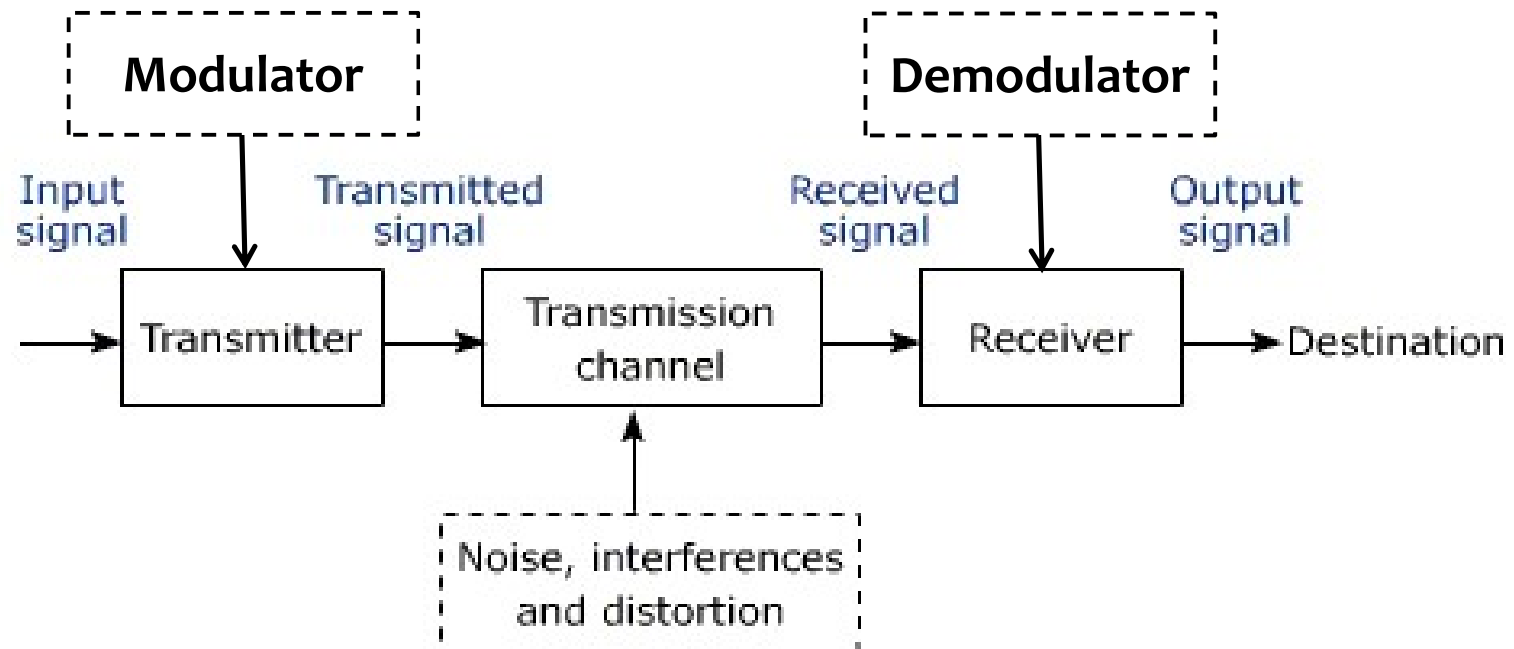 Modulator
Demodulator
Input
signal
Transmitted
signal
Received
signal
Output
signal
Transmitter
Transmission
channel
Receiver
Destination
Noise, interferences
and distortion